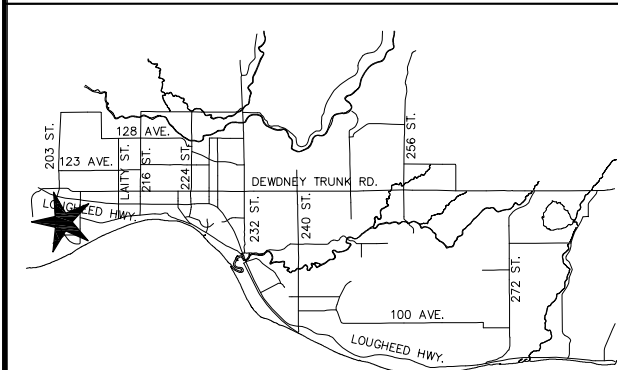 128 AVE.
203 ST.
123 AVE.
LAITY ST.
216 ST.
224 ST.
256 ST.
DEWDNEY TRUNK RD.
LOUGHEED HWY.
232 ST.
240 ST.
272 ST.
100 AVE.
LOUGHEED HWY.